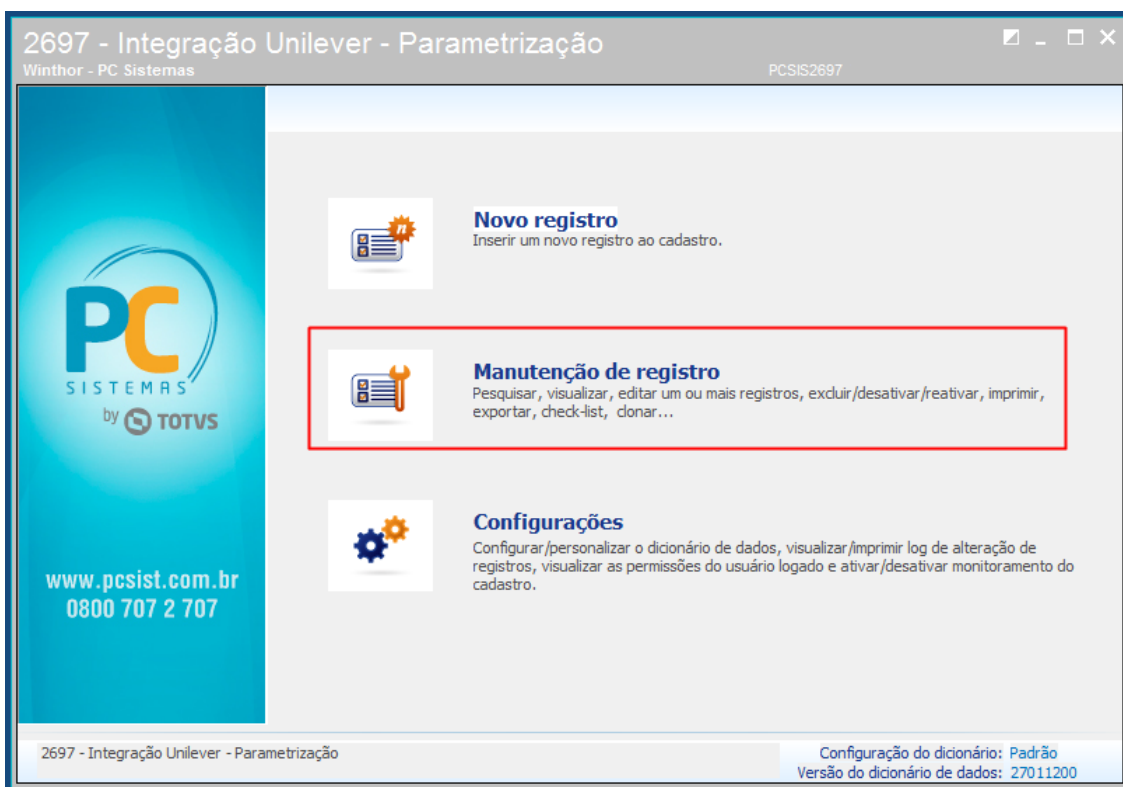 2697 - Integração Unilever - Parametrização
Winthor - PC Sistemas
PCSIS2697
Novo registro
Inserir um novo registro ao cadastro.
PC
SISTEMAS
by TOTVS
Manutenção de registro
Pesquisar, visualizar, editar um ou mais registros, excluir/desativar/reativar, imprimir,
exportar, check-list, clonar...
Configurações
Configurar/personalizar o dicionário de dados, visualizar/imprimir log de alteração de
registros, visualizar as permissões do usuário logado e ativar/desativar monitoramento do
cadastro.
www.pcsist.com.br
0800 707 2 707
2697 - Integração Unilever - Parametrização
Configuração do dicionário: Padrão
Versão do dicionário de dados: 27011200